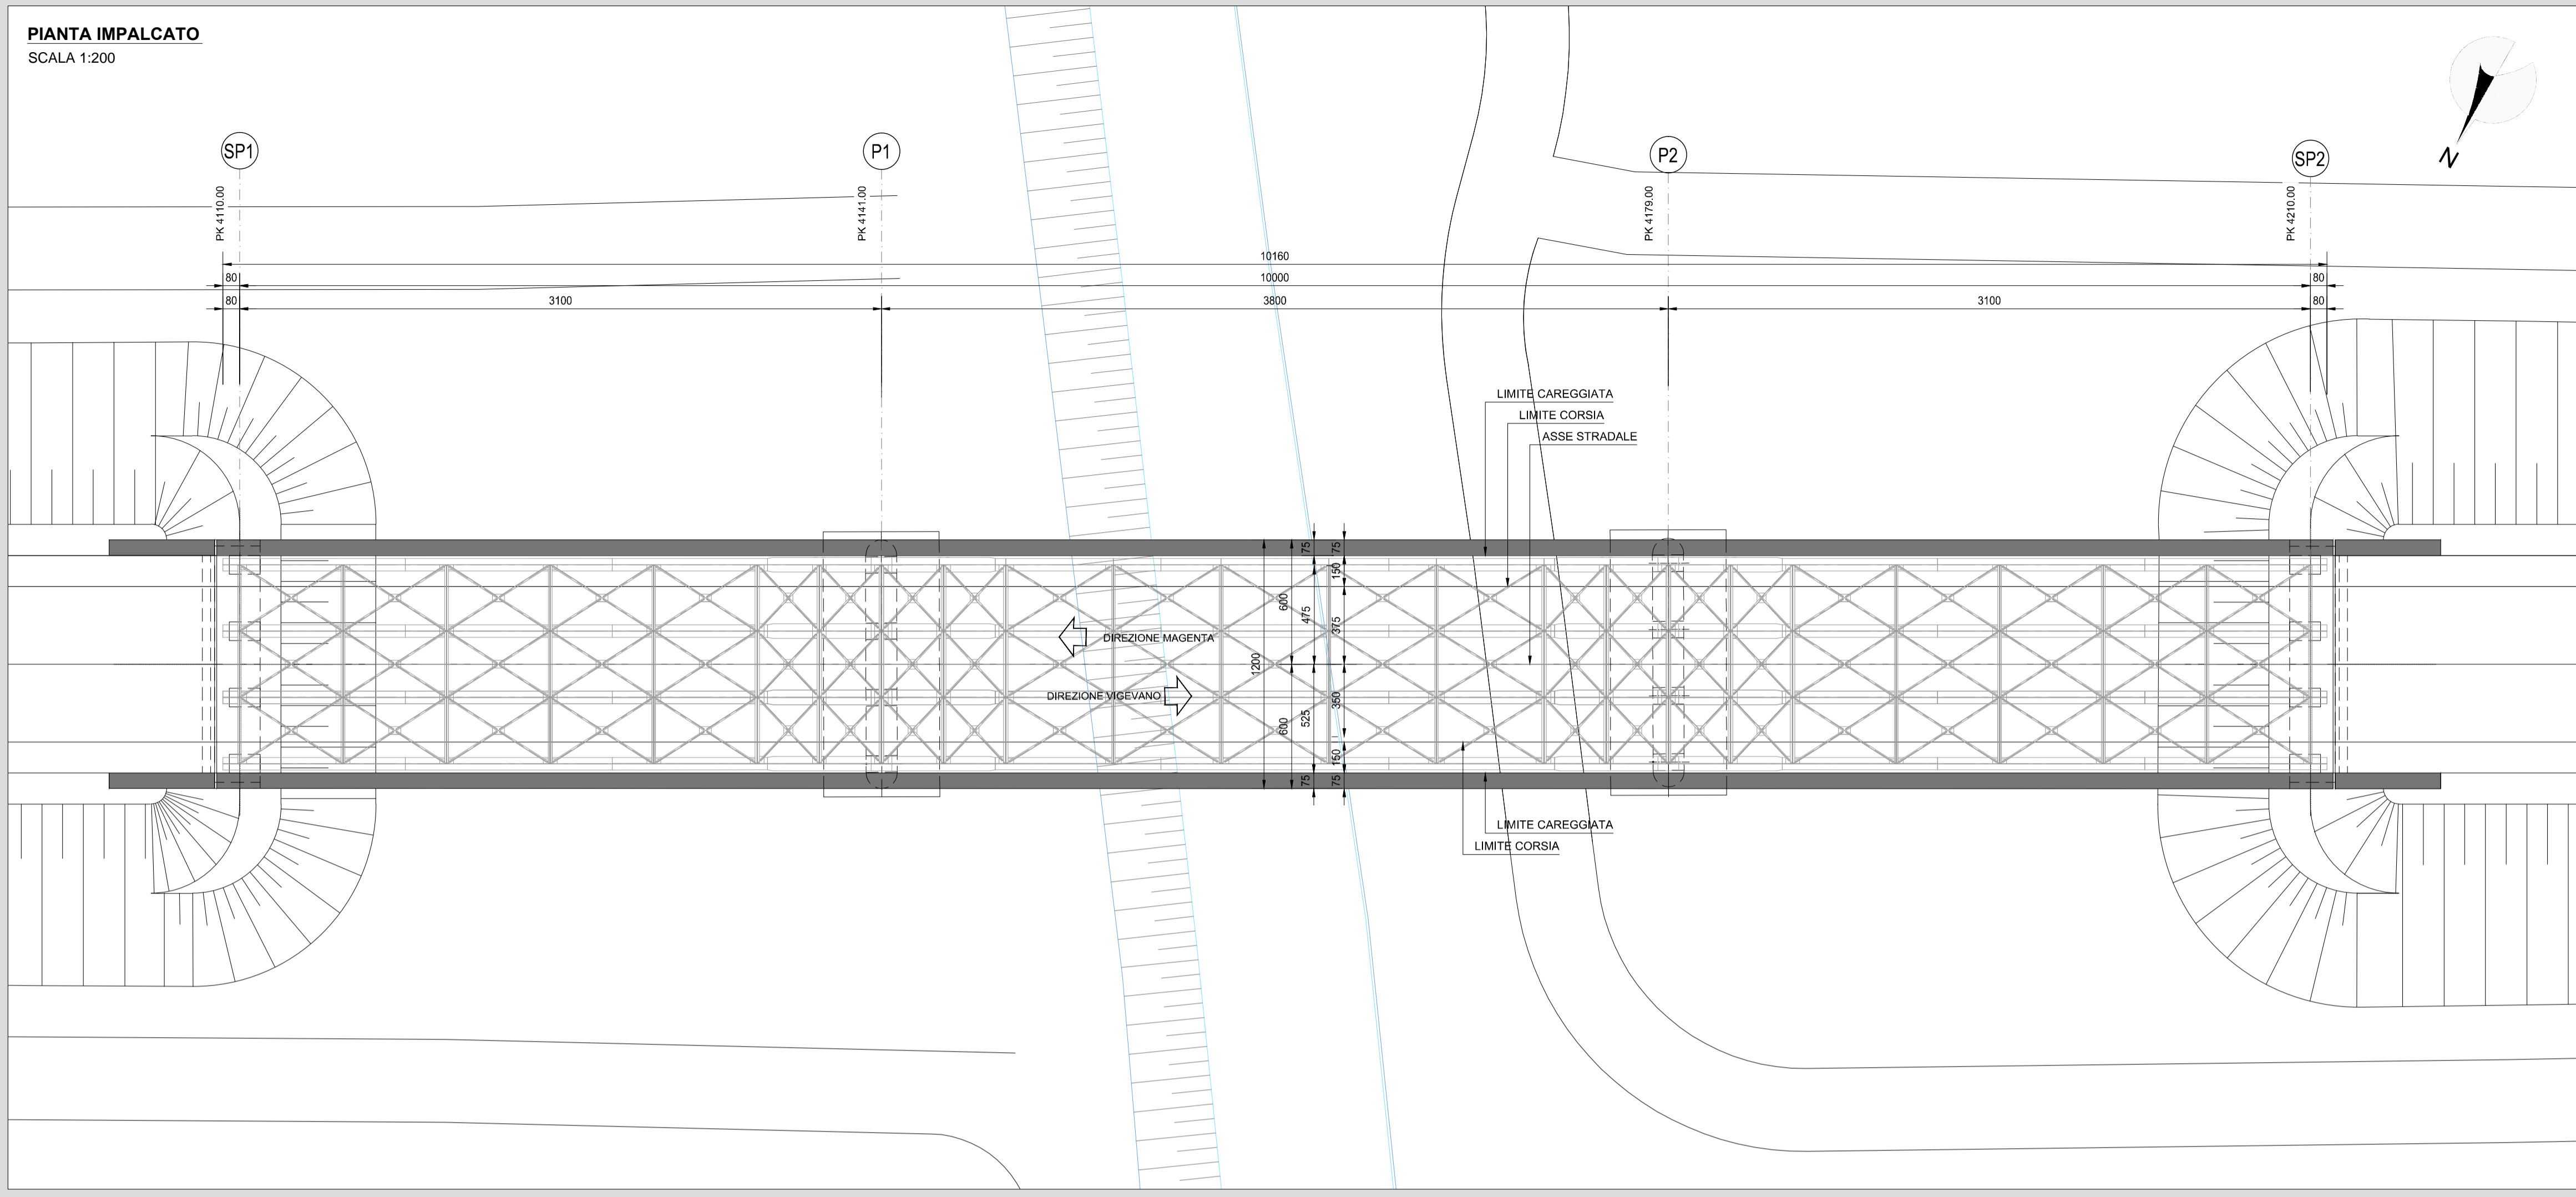 PIANTA IMPALCATO
SCALA 1:200
N
SP1
P1
P2
SP2
PK 4110.00
PK 4141.00
PK 4179.00
PK 4210.00
10160
80
10000
80
80
3100
3800
3100
80
LIMITE CAREGGIATA
LIMITE CORSIA
ASSE STRADALE
75
75
150
600
475
375
DIREZIONE MAGENTA
1200
DIREZIONE VIGEVANO
350
525
600
150
75
75
LIMITE CAREGGIATA
LIMITE CORSIA